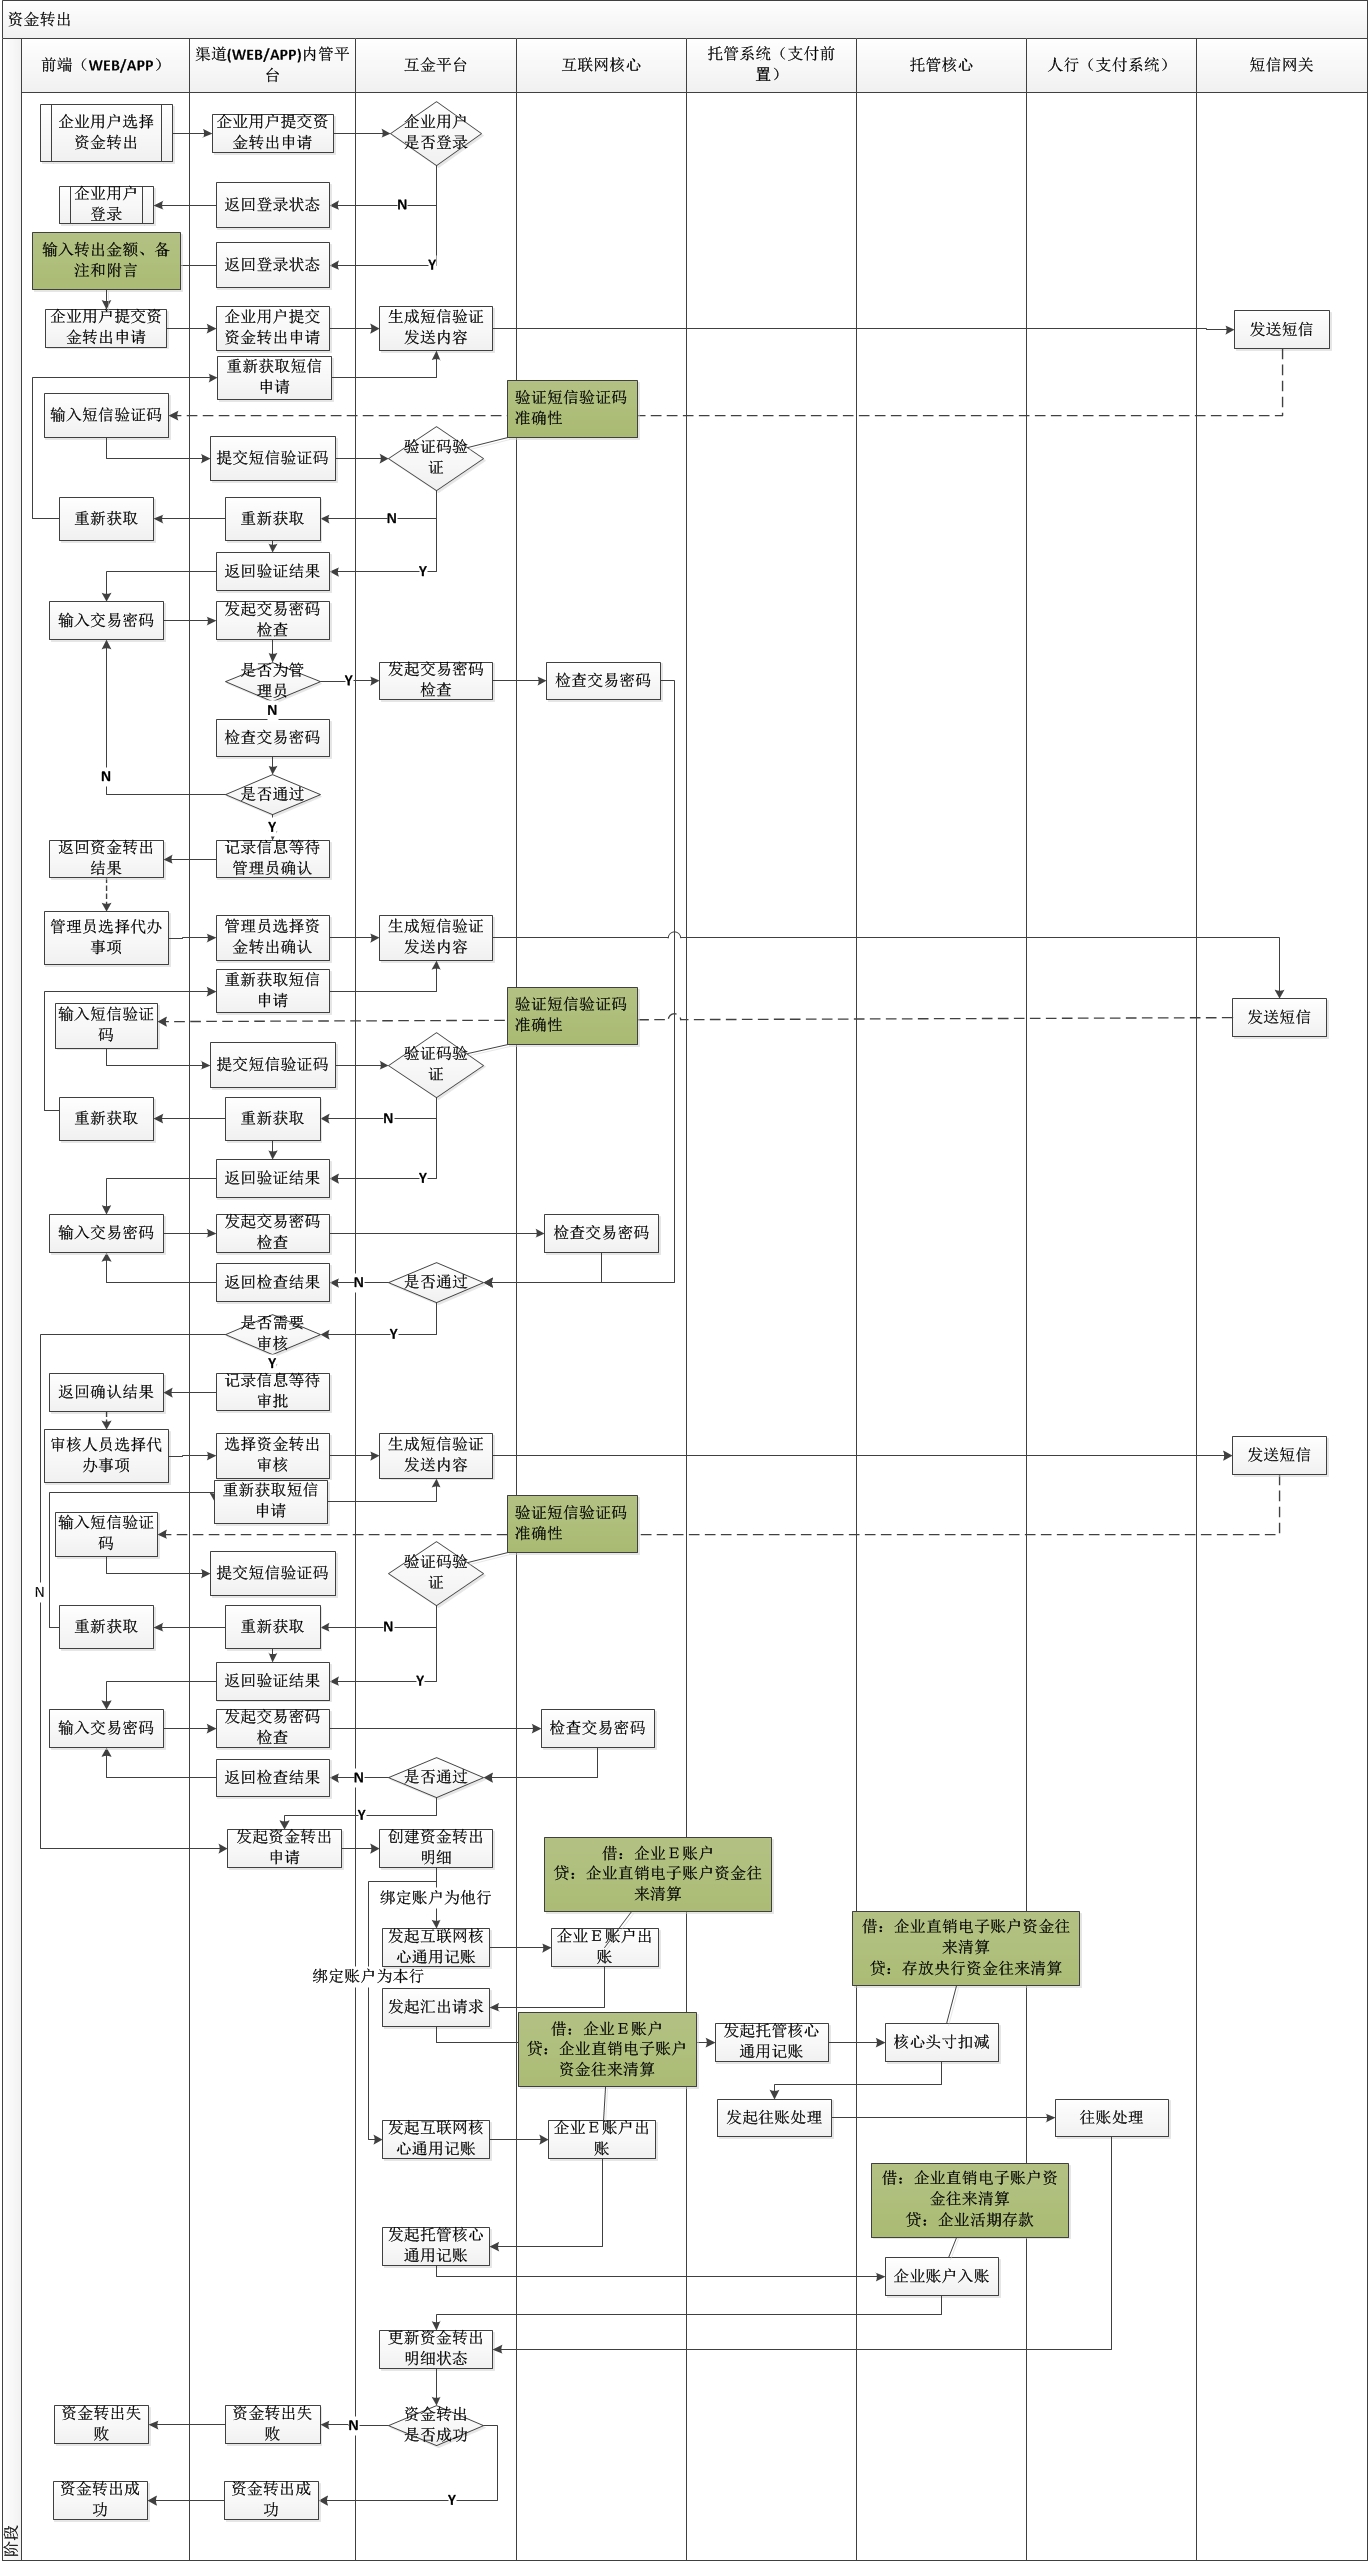 资金转出
前端（WEB/APP）
渠道(WEB/APP)内管平
台
互金平台
互联网核心
托管系统（支付前
置）
托管核心
人行（支付系统）
短信网关
企业用户选择
资金转出
企业用户提交资
金转出申请
企业用户
是否登录
企业用户
登录
返回登录状态
N
输入转出金额、备
注和附言
返回登录状态
Y
企业用户提交资
金转出申请
企业用户提交
资金转出申请
生成短信验证
发送内容
发送短信
重新获取短信
申请
输入短信验证码
验证短信验证码
准确性
提交短信验证码
验证码验
证
重新获取
重新获取
N
返回验证结果
Y
输入交易密码
发起交易密码
检查
是否为管
理员
Y
发起交易密码
检查
检查交易密码
N
检查交易密码
N
是否通过
Y
返回资金转出
结果
记录信息等待
管理员确认
管理员选择代办
事项
管理员选择资
金转出确认
生成短信验证
发送内容
重新获取短信
申请
输入短信验证
码
验证短信验证码
准确性
发送短信
提交短信验证码
验证码验
证
重新获取
重新获取
N
返回验证结果
Y
输入交易密码
发起交易密码
检查
检查交易密码
返回检查结果
N
是否通过
是否需要
审核
Y
Y
返回确认结果
记录信息等待
审批
审核人员选择代
办事项
选择资金转出
审核
生成短信验证
发送内容
发送短信
重新获取短信
申请
输入短信验证
码
验证短信验证码
准确性
提交短信验证码
验证码验
证
N
重新获取
重新获取
N
返回验证结果
Y
输入交易密码
发起交易密码
检查
检查交易密码
返回检查结果
N
是否通过
Y
发起资金转出
申请
创建资金转出
明细
借：企业E账户
贷：企业直销电子账户资金往
来清算
绑定账户为他行
发起互联网核
心通用记账
企业E账户出
账
借：企业直销电子账户资金往
来清算
贷：存放央行资金往来清算
绑定账户为本行
发起汇出请求
借：企业E账户
贷：企业直销电子账户
资金往来清算
发起托管核心
通用记账
核心头寸扣减
发起往账处理
往账处理
发起互联网核
心通用记账
企业E账户出
账
借：企业直销电子账户资
金往来清算
贷：企业活期存款
发起托管核心
通用记账
企业账户入账
更新资金转出
明细状态
资金转出失
败
资金转出失
败
N
资金转出
是否成功
资金转出成
功
资金转出成
功
Y
阶段